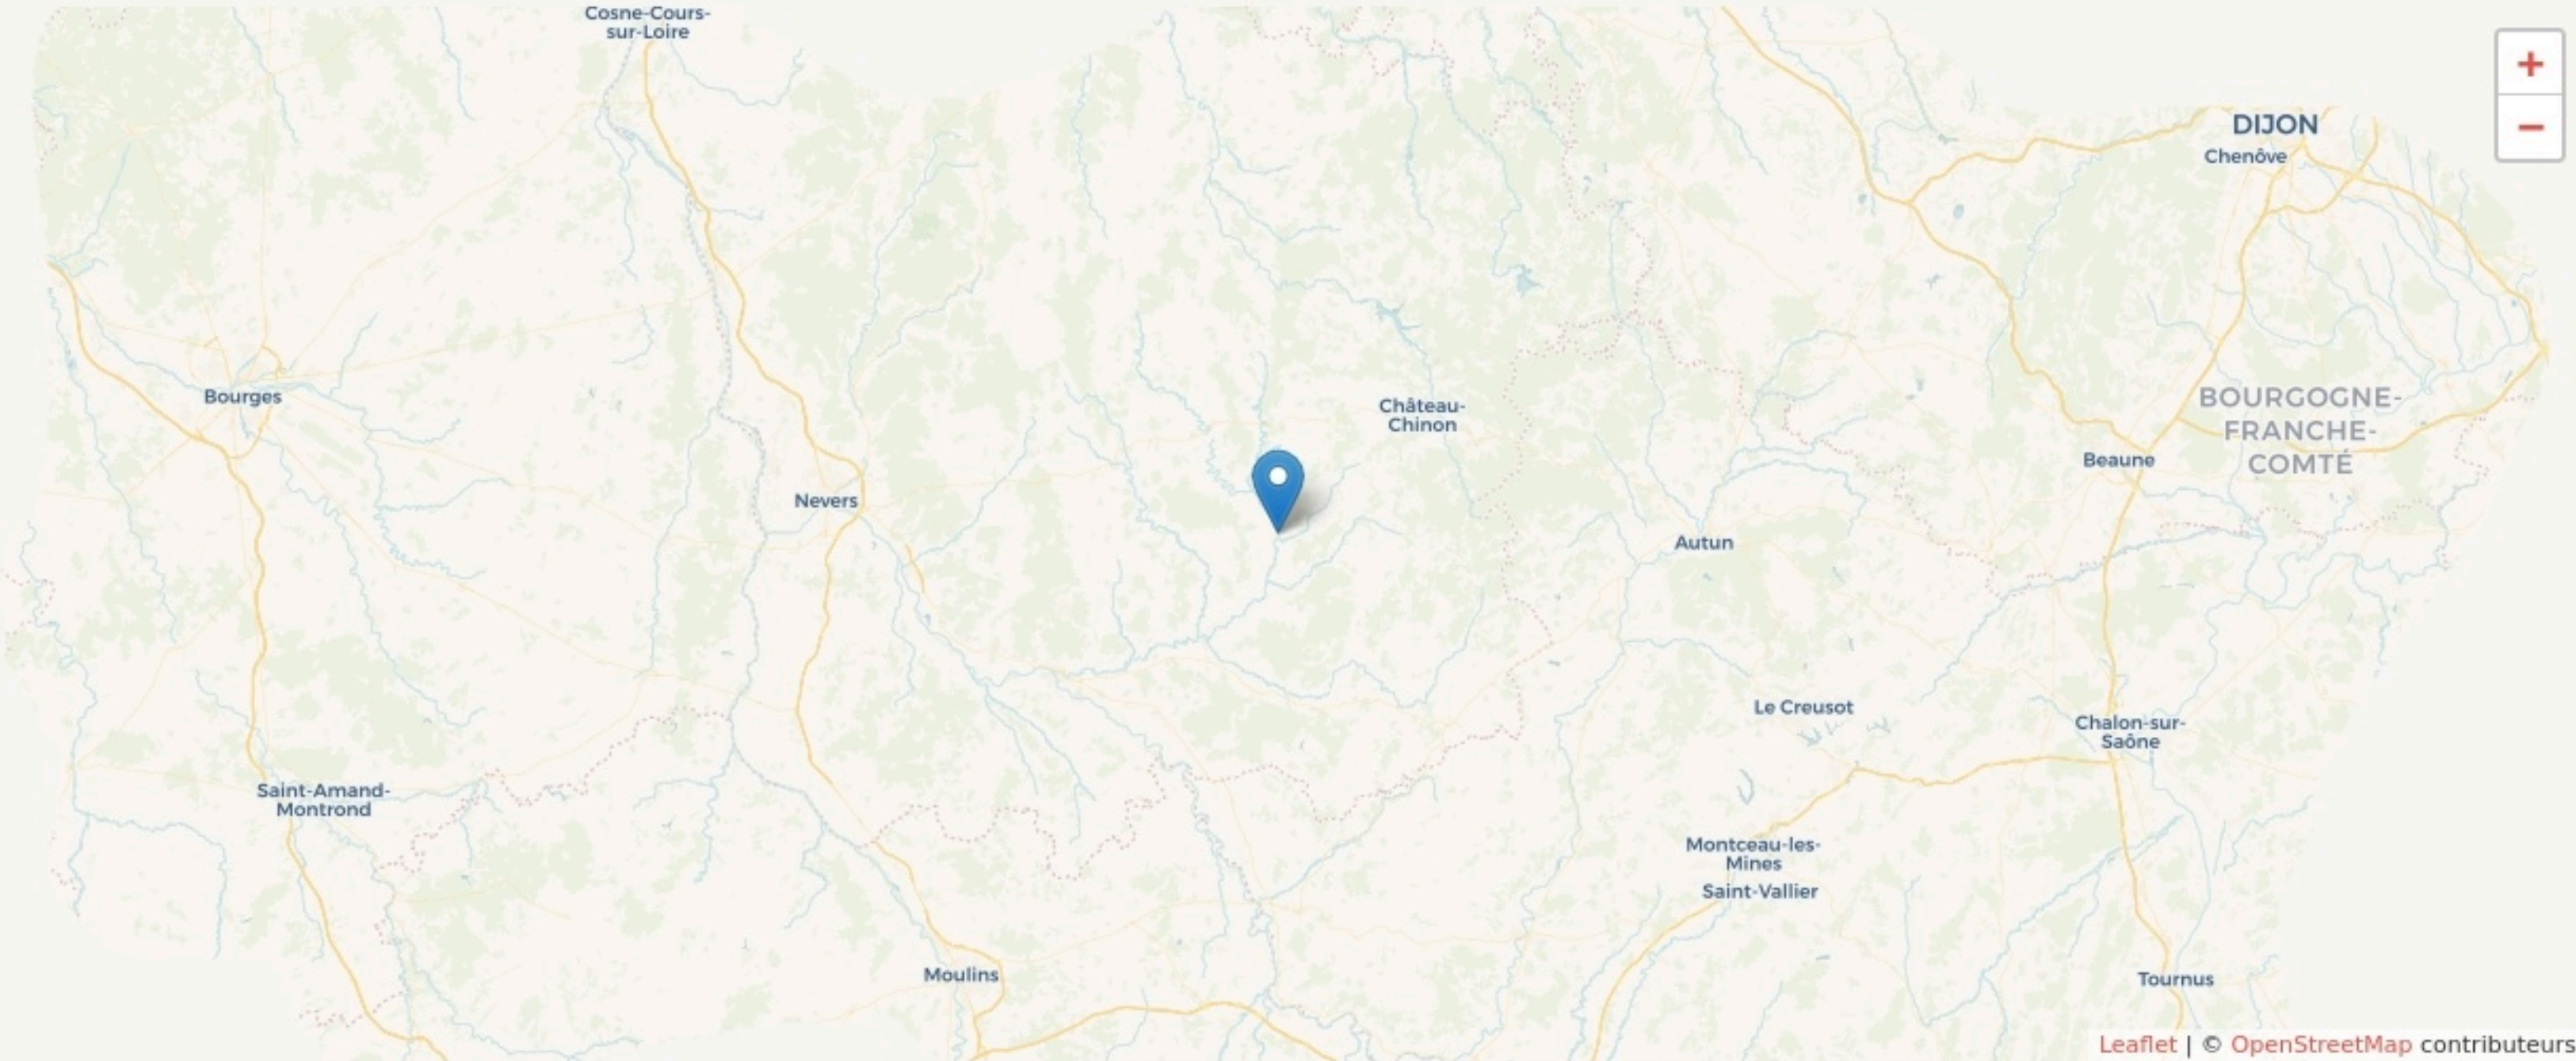 Cosne-Cours-
sur-Loire
+
−
DIJON
Chenôve
Bourges
Château-
Chinon
BOURGOGNE-
FRANCHE-
COMTÉ
Beaune
Nevers
Autun
Le Creusot
Chalon-sur-
Saône
Saint-Amand-
Montrond
Montceau-les-
Mines
Saint-Vallier
Moulins
Tournus
Leaflet | © OpenStreetMap contributeurs